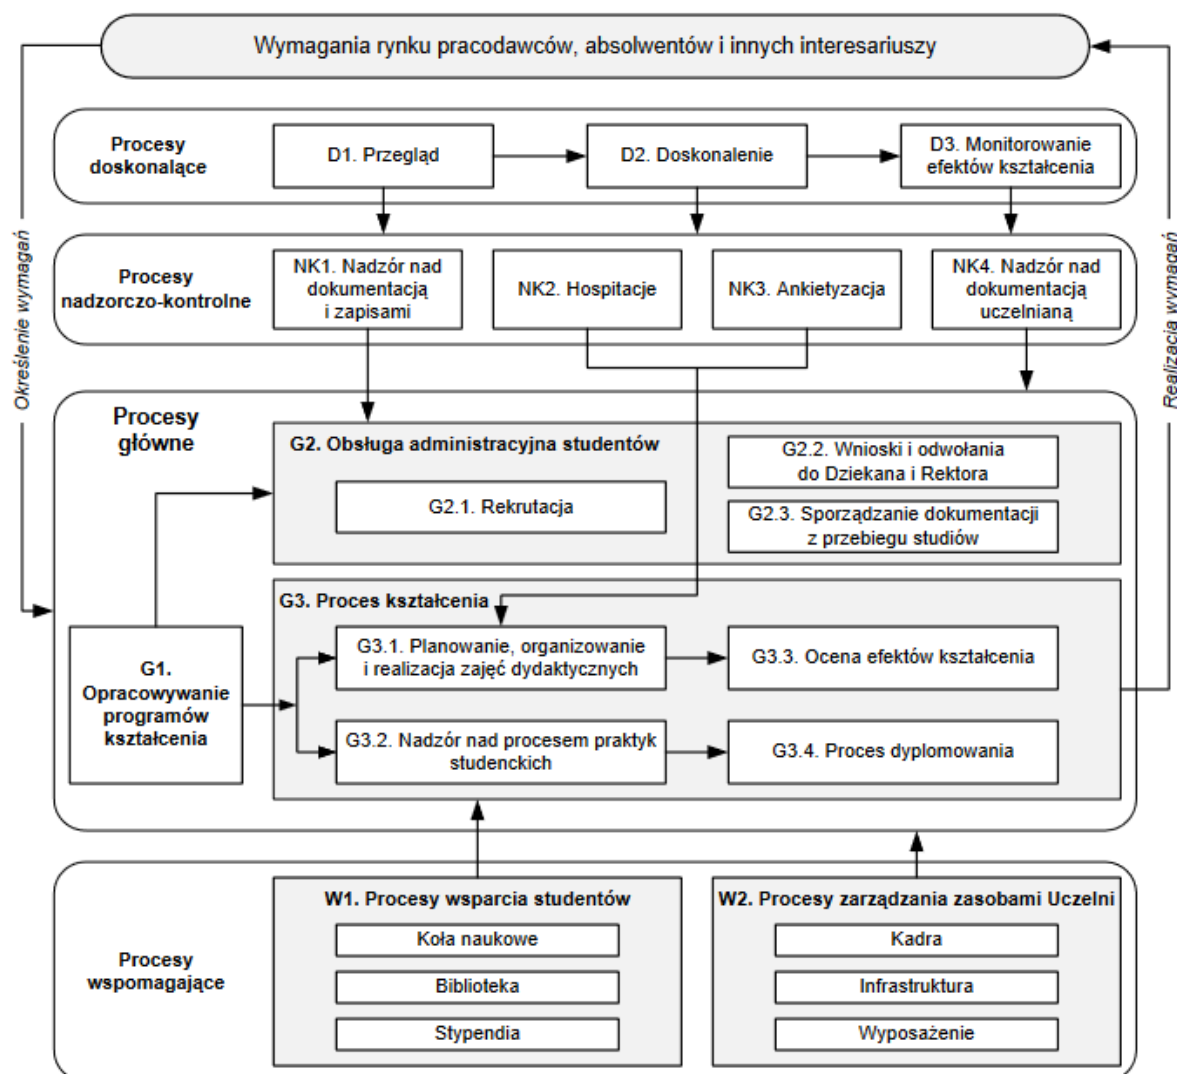 Wymagania rynku pracodawców, absolwentów i innych interesariuszy
Określenie wymagań
Realizacja wymagań
Procesy
doskonalące
D1. Przegląd
D2. Doskonalenie
D3. Monitorowanie
efektów kształcenia
Procesy
nadzorczo-kontrolne
NK1. Nadzór nad
dokumentacją
i zapisami
NK2. Hospitacje
NK3. Ankietyzacja
NK4. Nadzór nad
dokumentacją
uczelnianą
Procesy
główne
G2. Obsługa administracyjna studentów
G2.1. Rekrutacja
G2.2. Wnioski i odwołania
do Dziekana i Rektora
G2.3. Sporządzanie dokumentacji
z przebiegu studiów
G1.
Opracowywanie
programów
kształcenia
G3. Proces kształcenia
G3.1. Planowanie, organizowanie
i realizacja zajęć dydaktycznych
G3.3. Ocena efektów kształcenia
G3.2. Nadzór nad procesem praktyk
studenckich
G3.4. Proces dyplomowania
Procesy
wspomagające
W1. Procesy wsparcia studentów
Koła naukowe
Biblioteka
Stypendia
W2. Procesy zarządzania zasobami Uczelni
Kadra
Infrastruktura
Wyposażenie